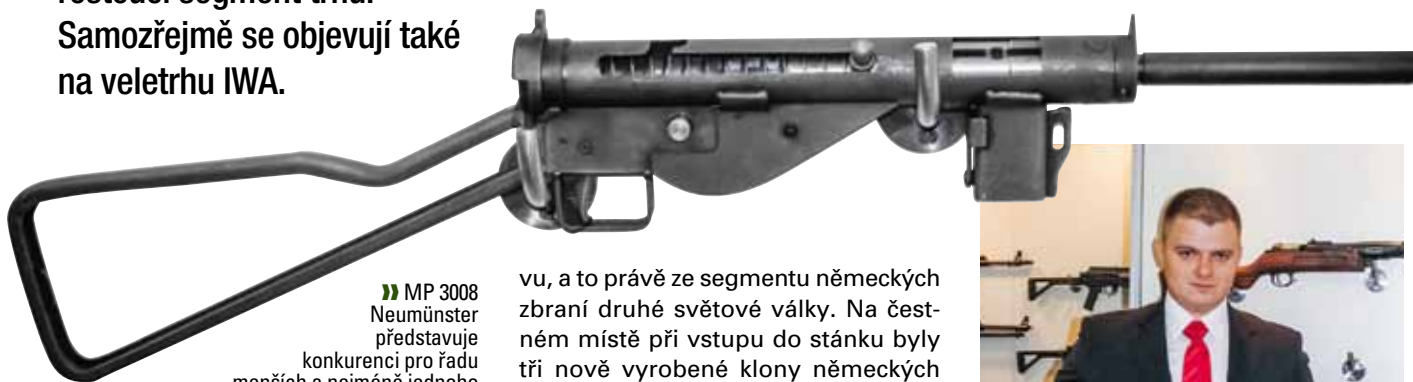 Samozřejmě se objevují také
na veletrhu IWA.
MP 3008
Neumünster
představuje
konkurenci pro řadu
vu, a to právě ze segmentu německých
zbraní druhé světové války. Na čest-
ném místě při vstupu do stánku byly
tři nově vyrobené klony německých